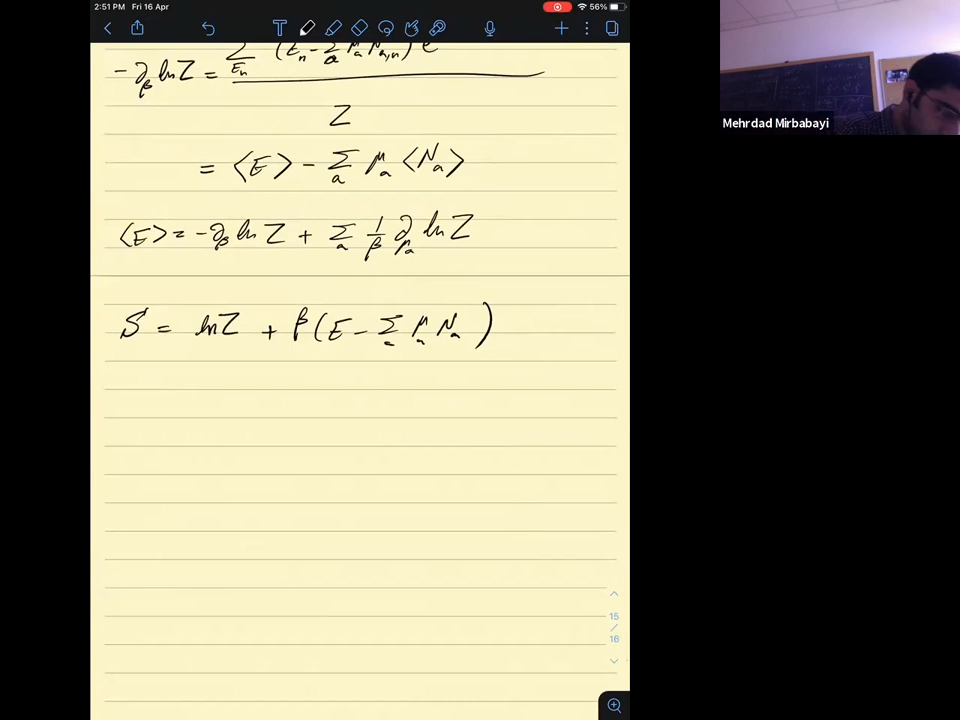 2:51 PM Fri 16 Apr 56%
-∂_β ln Z = Σ_{E_n} (E_n - Σ_a μ_a N_{a,n}) e
Z
= ⟨E⟩ - Σ_a μ_a ⟨N_a⟩
⟨E⟩ = -∂_β ln Z + Σ_a 1/β ∂_{μ_a} ln Z
S = ln Z + β(E - Σ_a μ_a N_a)
15
/
16
Mehrdad Mirbabayi